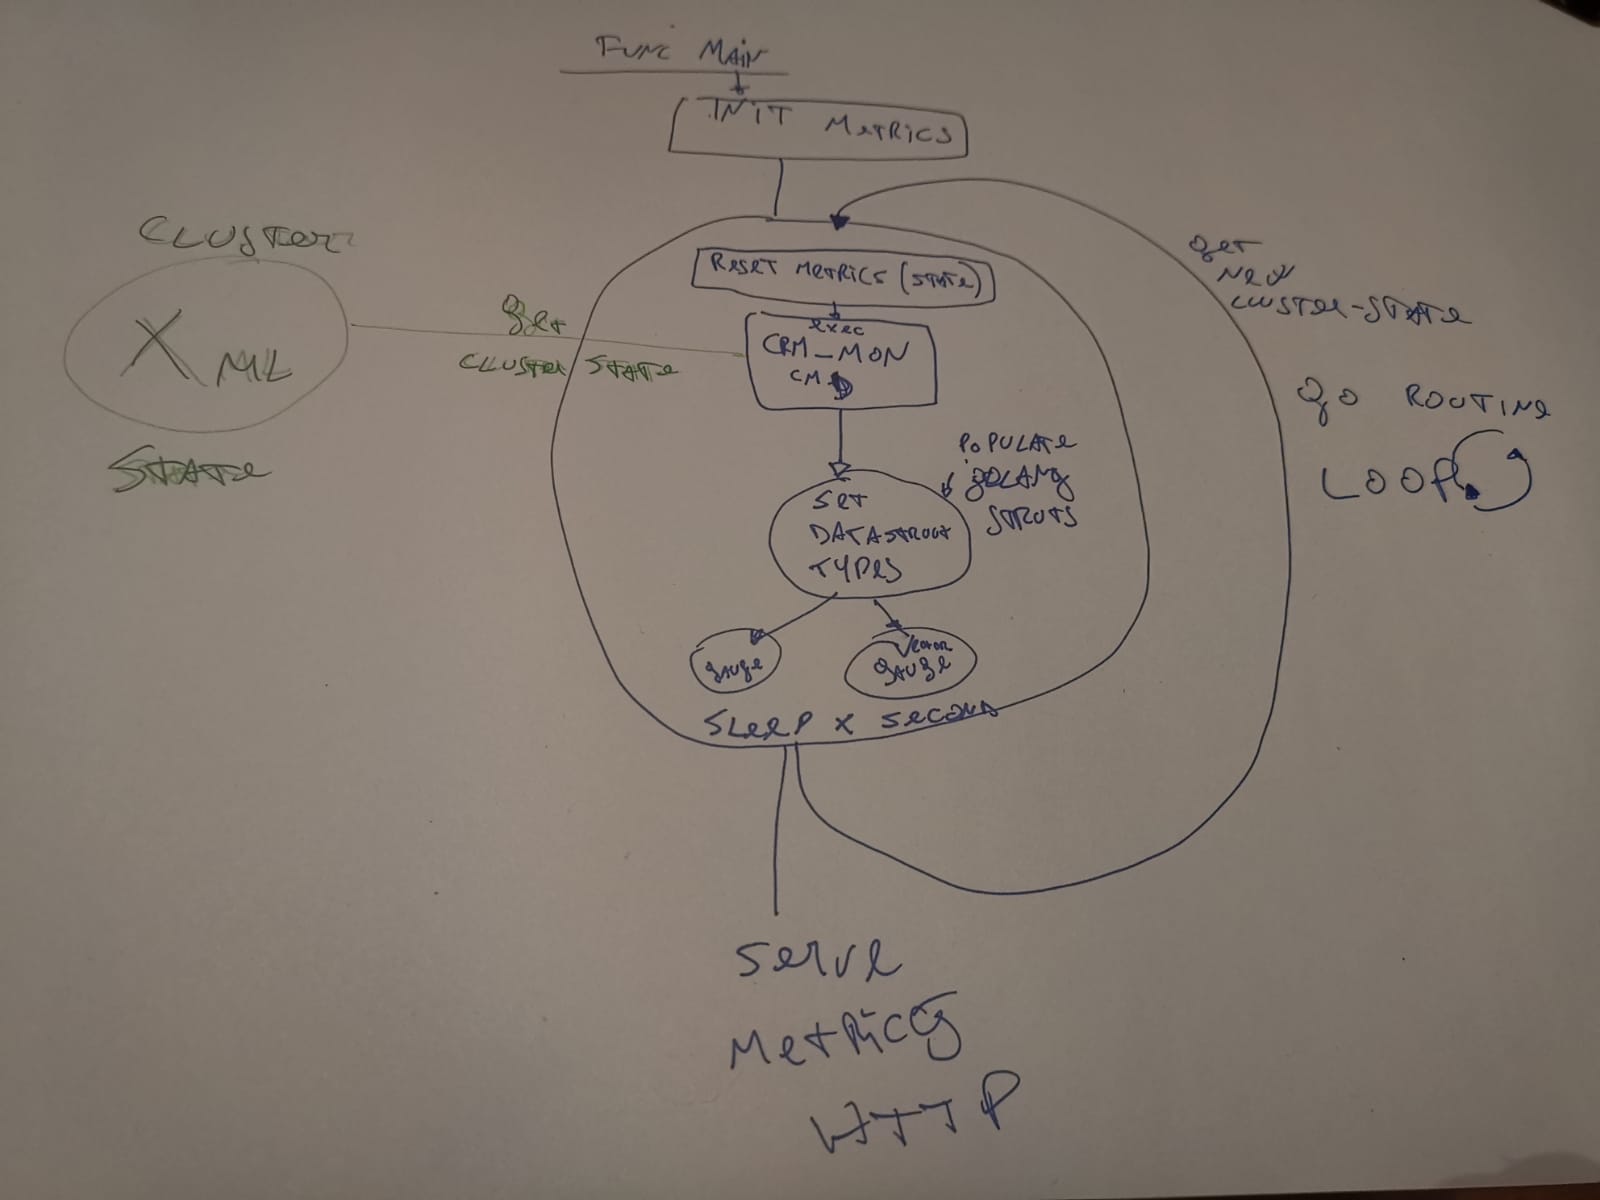 FUNC MAIN
INIT METRICS
RESET METRICS (STATE)
exec
CRM_MON
CMD
CLUSTER
XML
STATE
get
CLUSTER STATE
POPULATE
GOLANG
STRUTS
SET
DATASTRUCT
TYPES
gauge
VECTOR
gauge
SLEEP X SECOND
get
NEW
CLUSTER-STATE
go ROUTINE
LOOP
serve
METRICS
HTTP